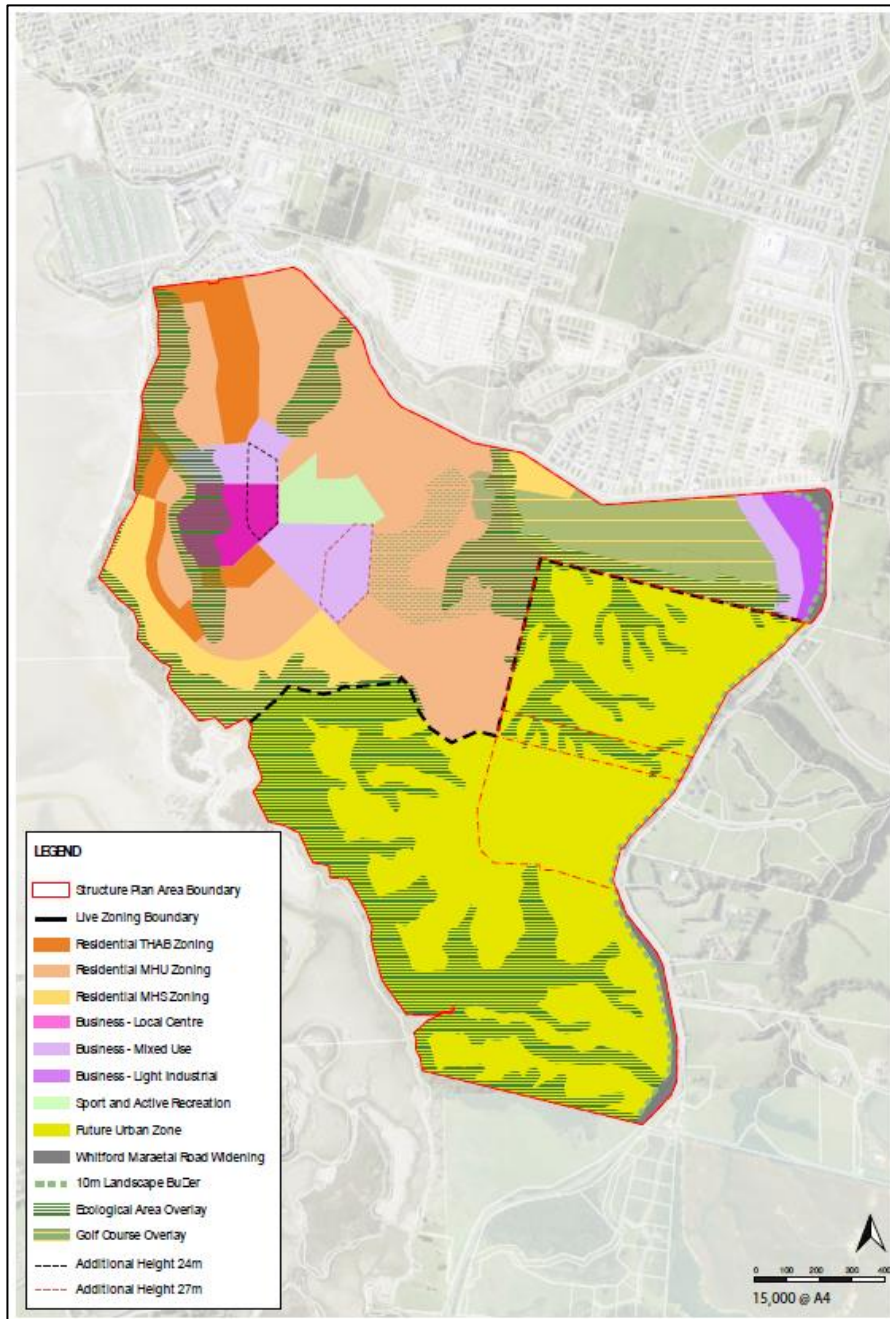 LEGEND
Structure Plan Area Boundary
Live Zoning Boundary
Residential THAB Zoning
Residential MHU Zoning
Residential MHS Zoning
Business - Local Centre
Business - Mixed Use
Business - Light Industrial
Sport and Active Recreation
Future Urban Zone
Whitford Maraetai Road Widening
10m Landscape Bu□er
Ecological Area Overlay
Golf Course Overlay
Additional Height 24m
Additional Height 27m
0 100 200 300 400
15,000 @ A4